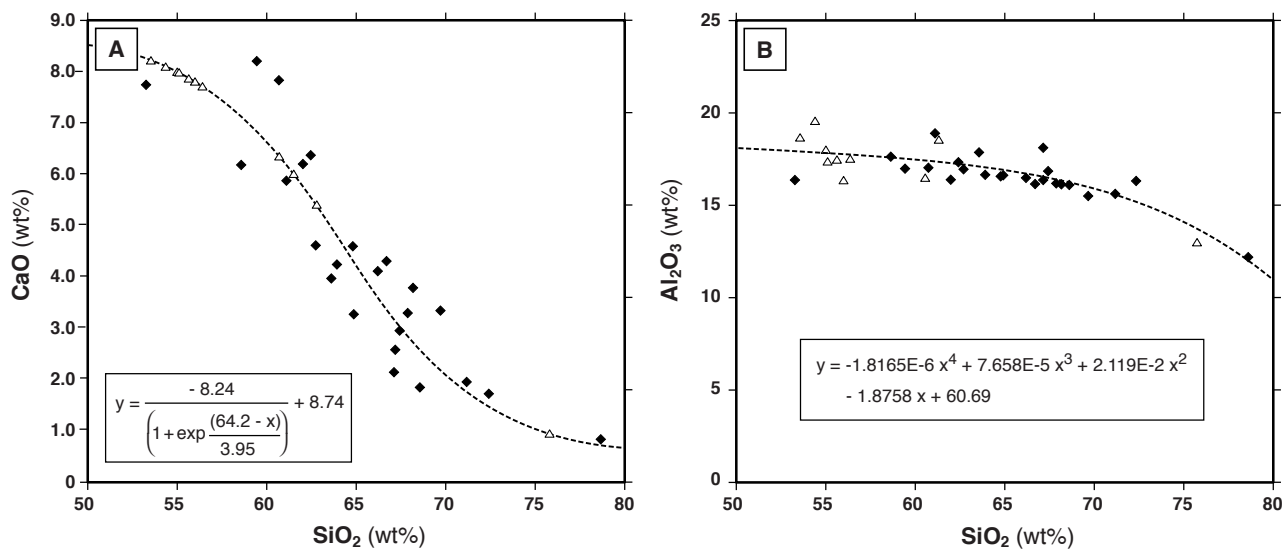 A
9.0
8.0
7.0
6.0
5.0
4.0
3.0
2.0
1.0
0
CaO (wt%)
y = - 8.24 / (1 + exp (64.2 - x) / 3.95) + 8.74
50 55 60 65 70 75 80
SiO₂ (wt%)
B
25
20
15
10
5
0
Al₂O₃ (wt%)
y = -1.8165E-6 x⁴ + 7.658E-5 x³ + 2.119E-2 x²
- 1.8758 x + 60.69
50 55 60 65 70 75 80
SiO₂ (wt%)